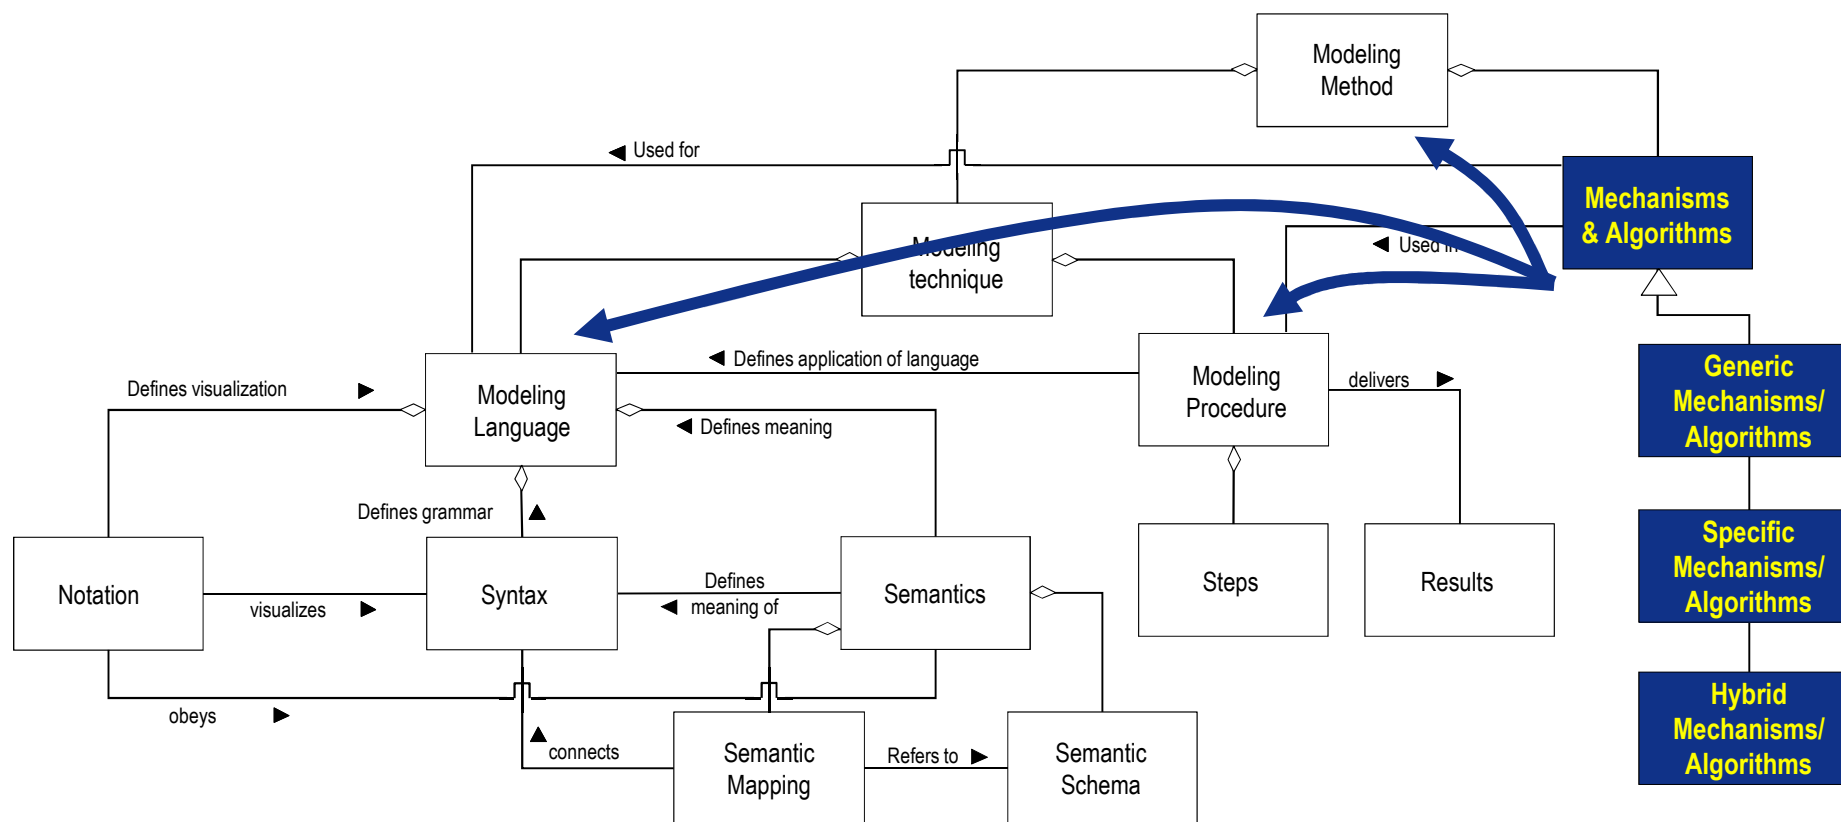 Modeling
Method
◄ Used for
Mechanisms
& Algorithms
Modeling
technique
◄ Used in
Defines visualization ►
Modeling
Language
◄ Defines application of language
Modeling
Procedure
delivers ►
Generic
Mechanisms/
Algorithms
◄ Defines meaning
Defines grammar ▲
Notation
visualizes ►
Syntax
Defines
◄ meaning of
Semantics
Steps
Results
Specific
Mechanisms/
Algorithms
obeys ►
▲ connects
Semantic
Mapping
Refers to ►
Semantic
Schema
Hybrid
Mechanisms/
Algorithms